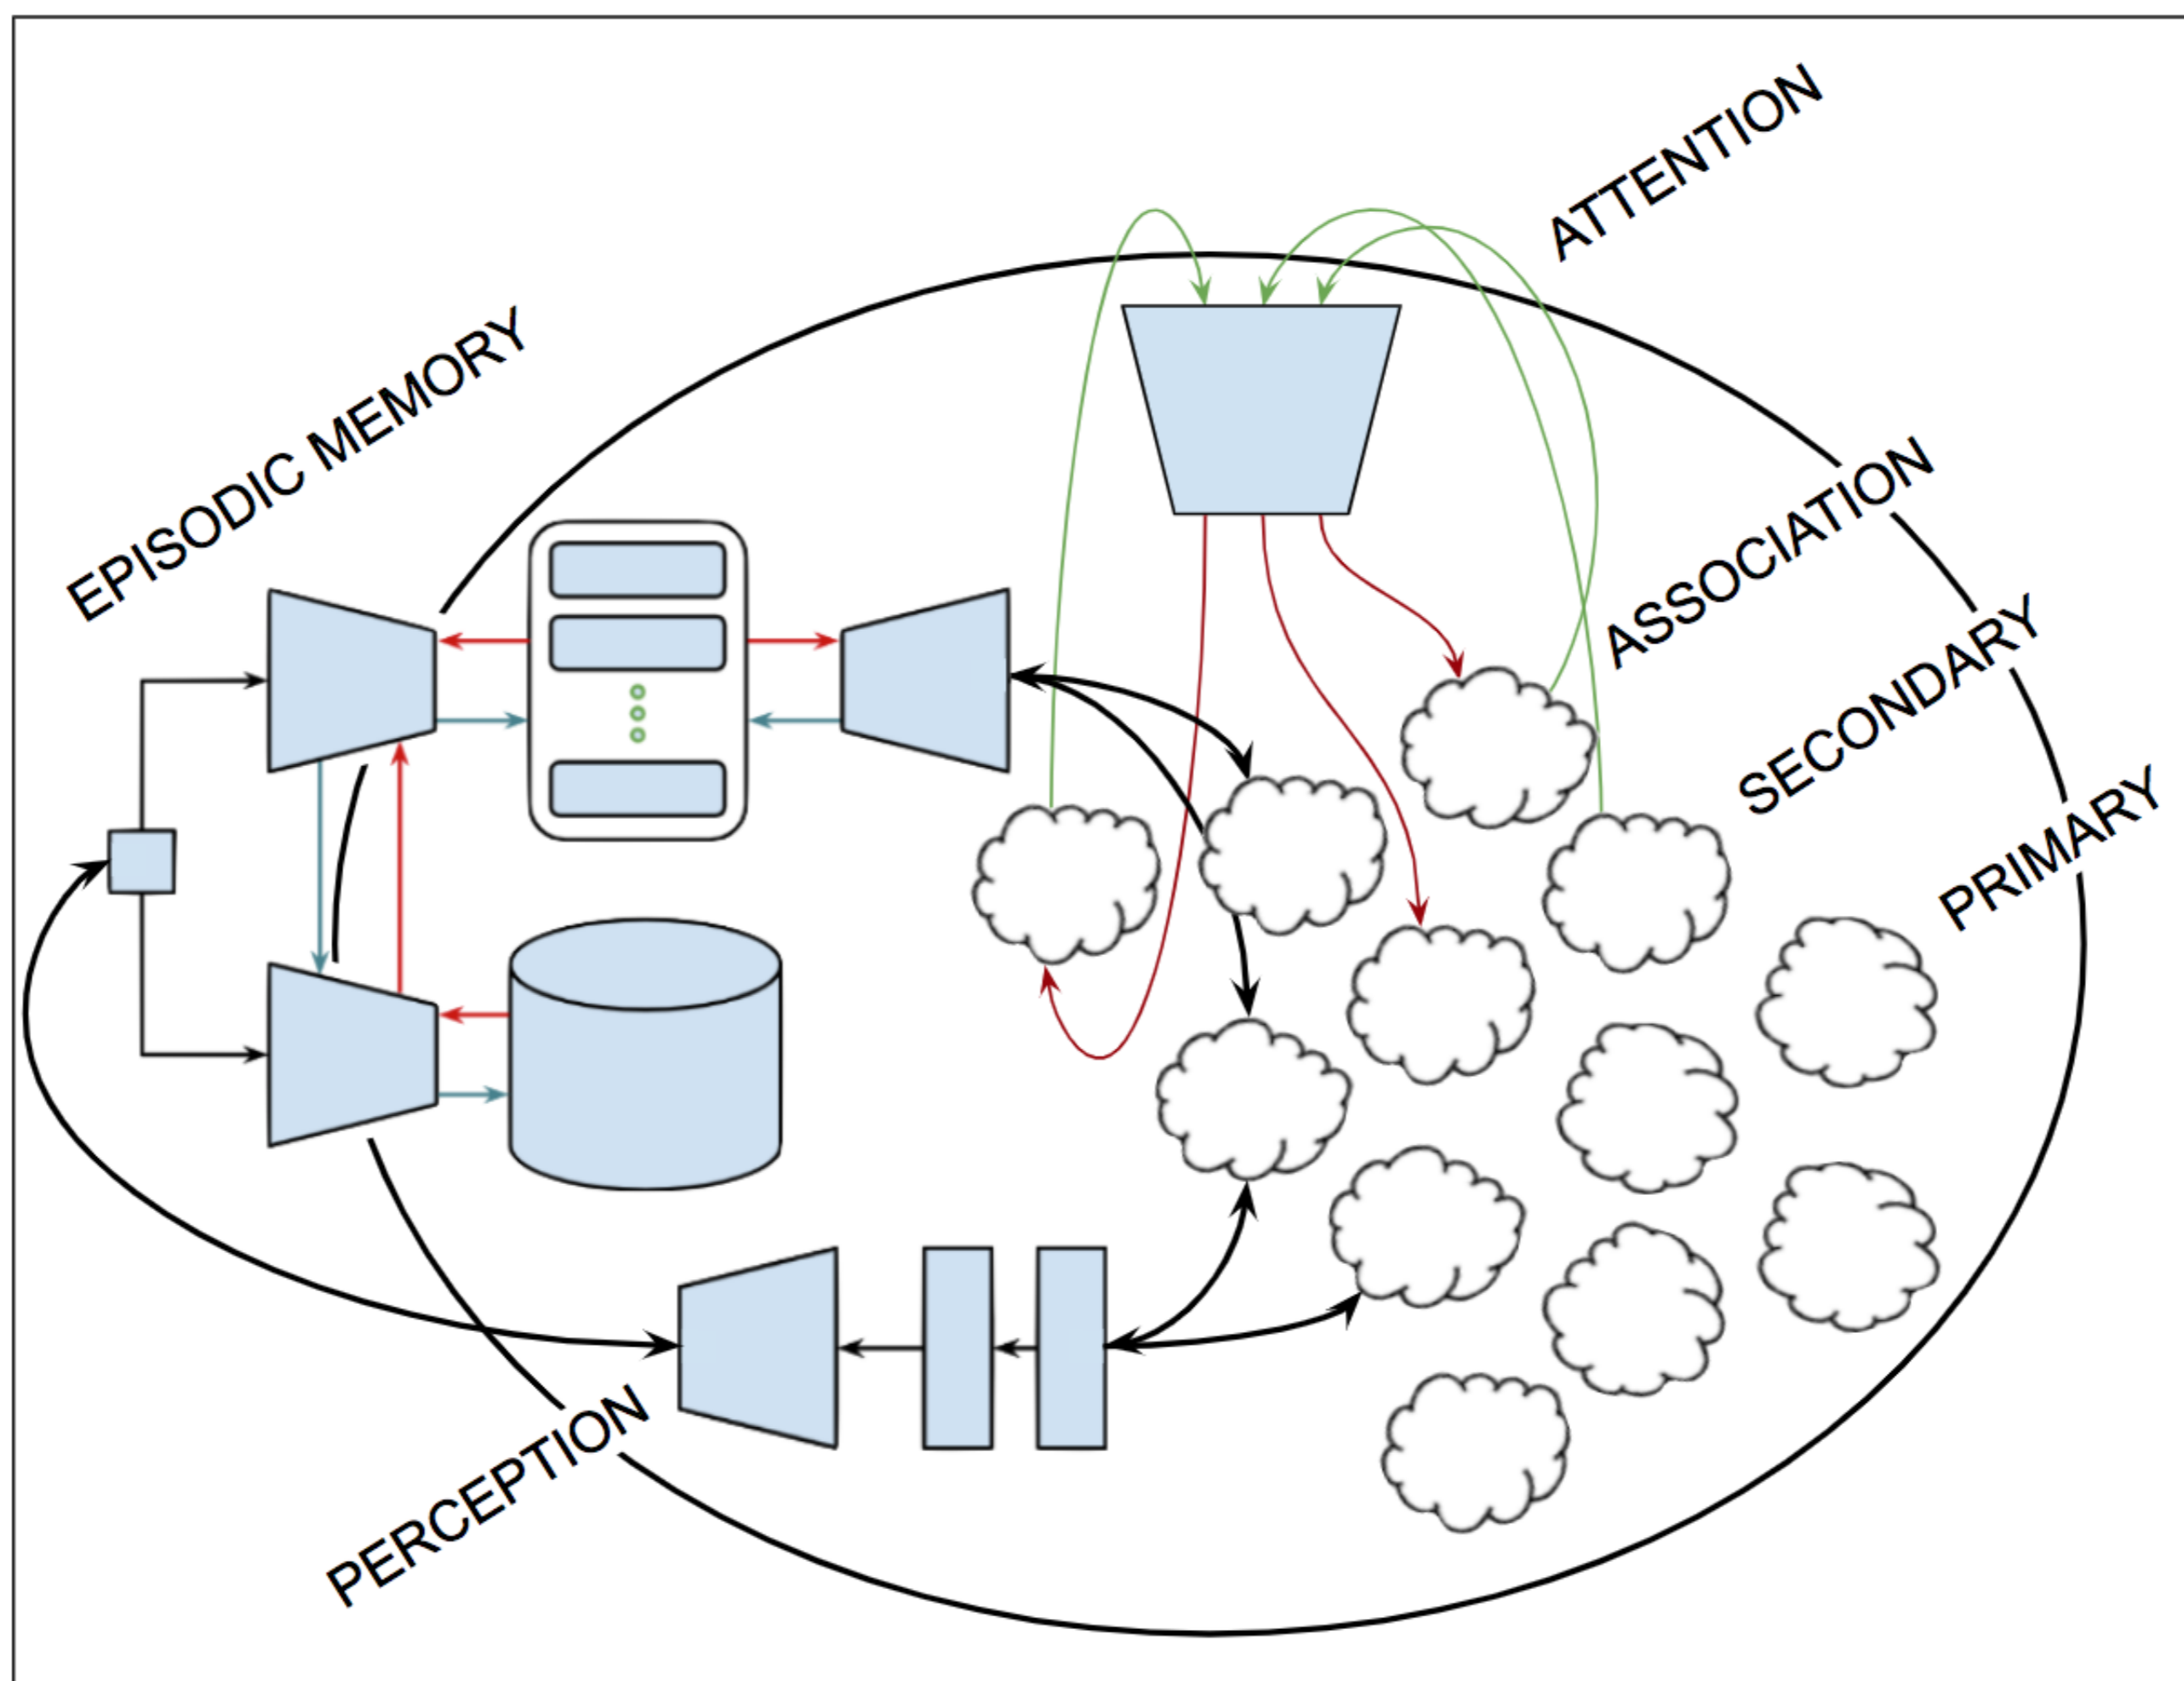 ATTENTION
EPISODIC MEMORY
ASSOCIATION
SECONDARY
PRIMARY
PERCEPTION